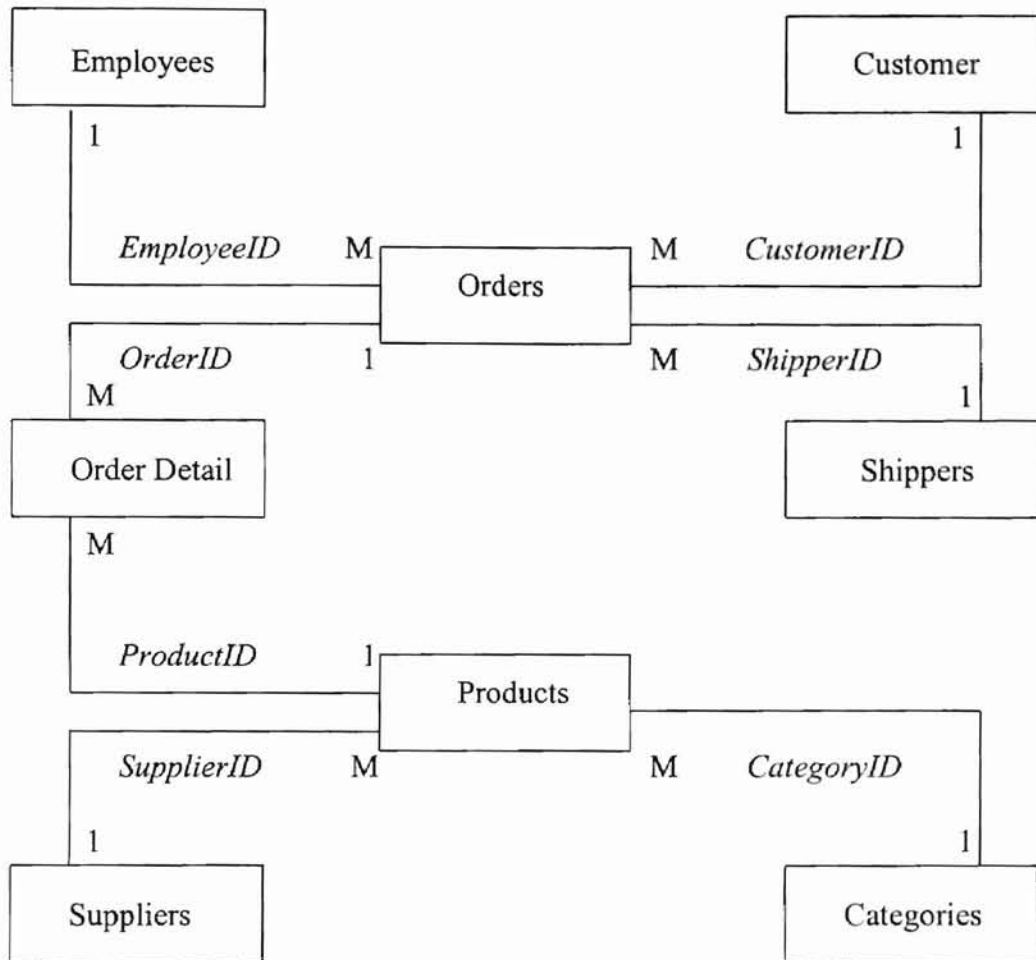 Employees
Customer
1
1
EmployeeID M
M CustomerID
Orders
OrderID 1
M ShipperID
M
1
Order Detail
Shippers
M
ProductID 1
Products
SupplierID M
M CategoryID
1
1
Suppliers
Categories